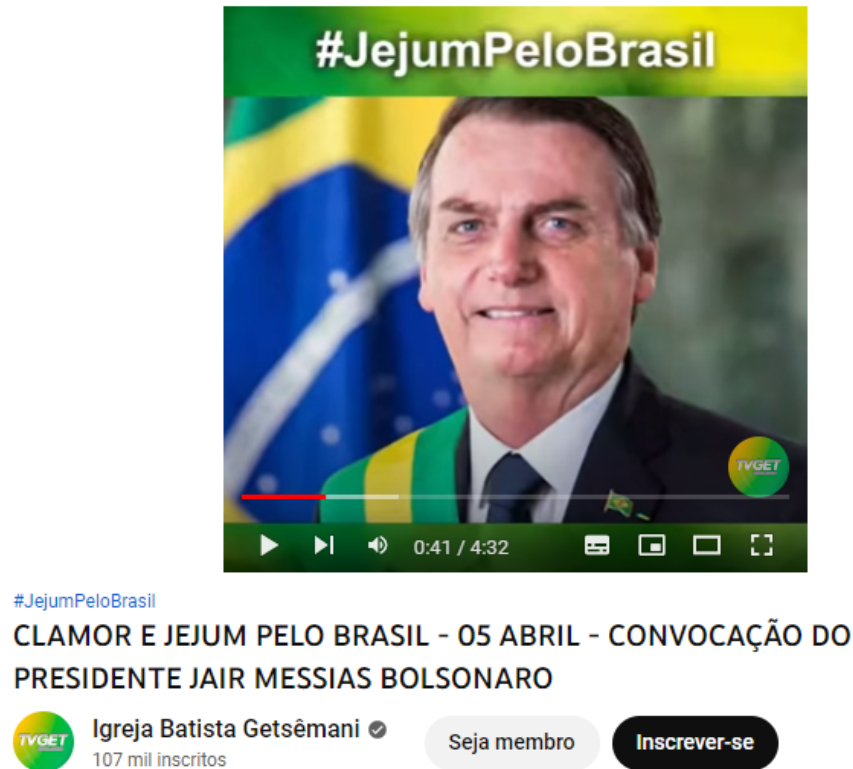 #JejumPeloBrasil
TVGET
0:41 / 4:32
#JejumPeloBrasil
CLAMOR E JEJUM PELO BRASIL - 05 ABRIL - CONVOCAÇÃO DO
PRESIDENTE JAIR MESSIAS BOLSONARO
TVGET
Igreja Batista Getsêmani
107 mil inscritos
Seja membro
Inscrever-se